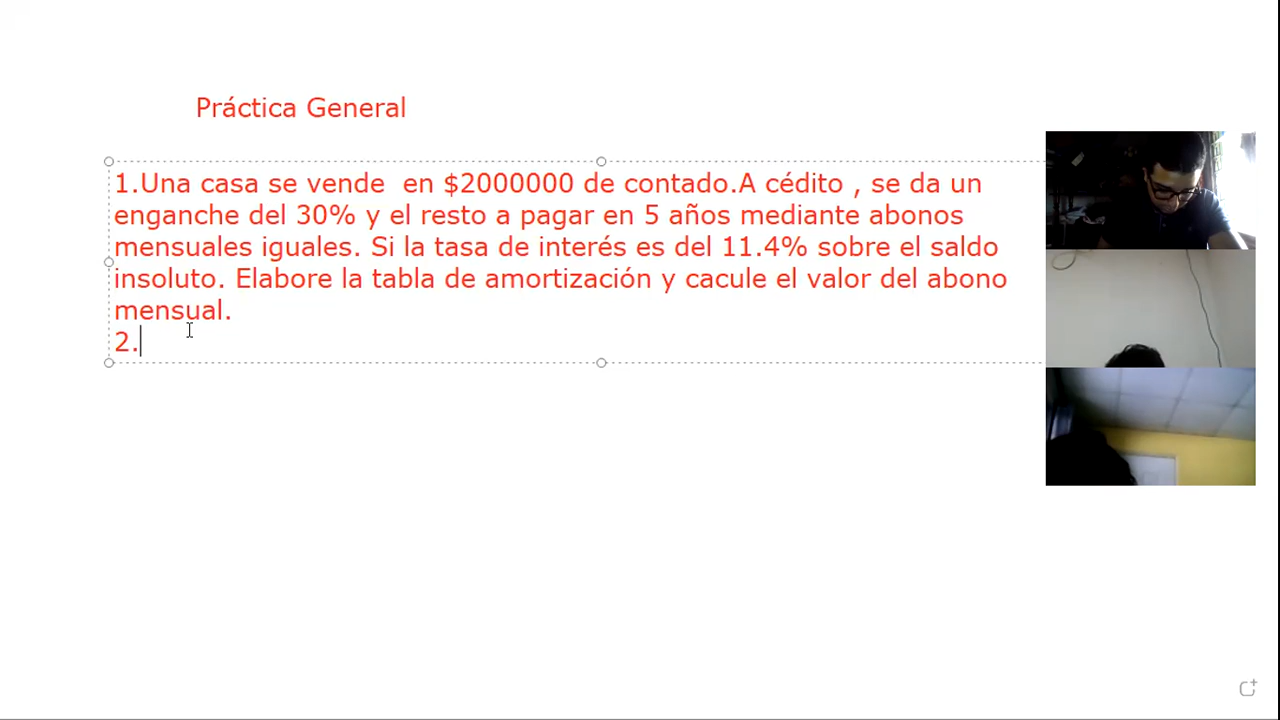 Práctica General
1.Una casa se vende  en $2000000 de contado.A cédito , se da un
enganche del 30% y el resto a pagar en 5 años mediante abonos
mensuales iguales. Si la tasa de interés es del 11.4% sobre el saldo
insoluto. Elabore la tabla de amortización y cacule el valor del abono
mensual.
2.